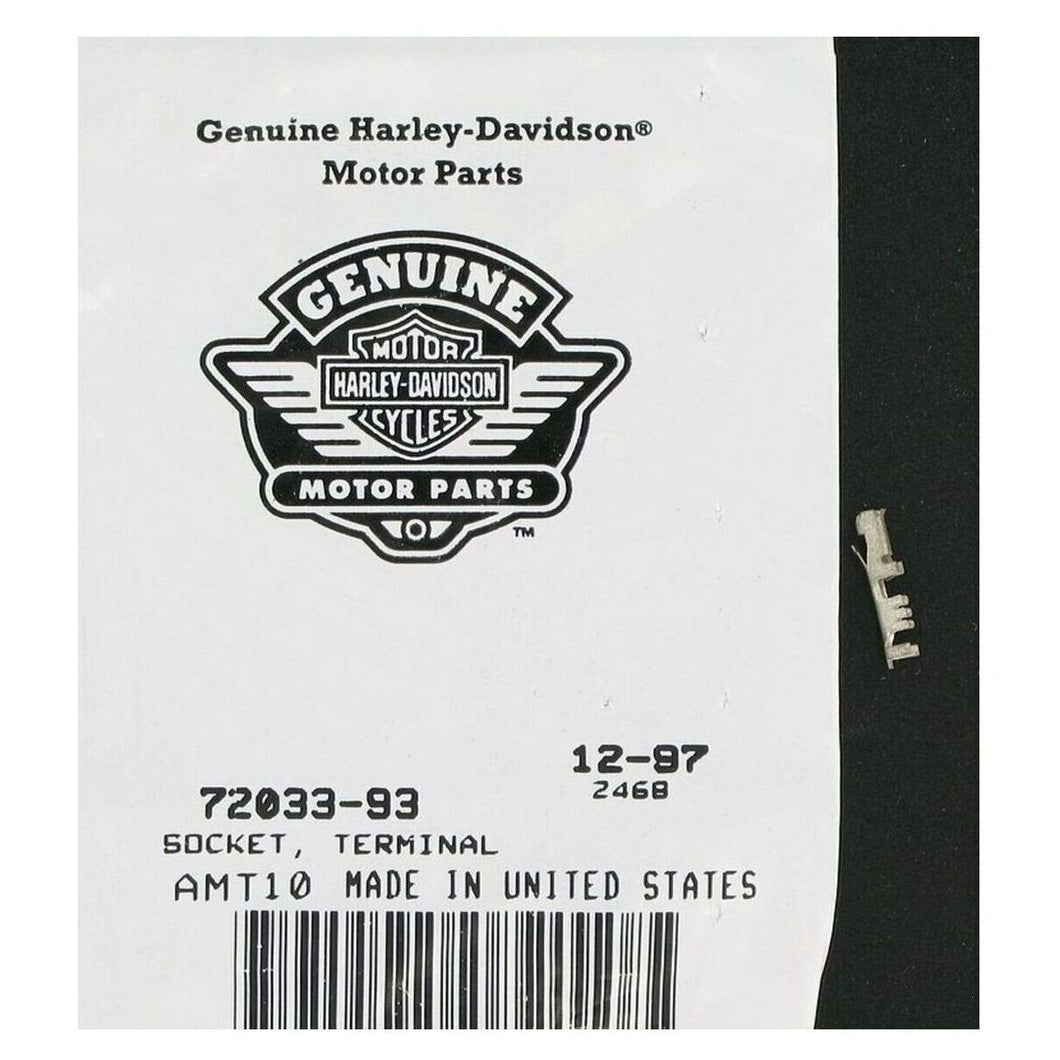 Genuine Harley-Davidson®
Motor Parts
GENUINE
MOTOR
HARLEY-DAVIDSON
CYCLES
MOTOR PARTS
TM
12-97
2468
72033-93
SOCKET, TERMINAL
AMT10 MADE IN UNITED STATES